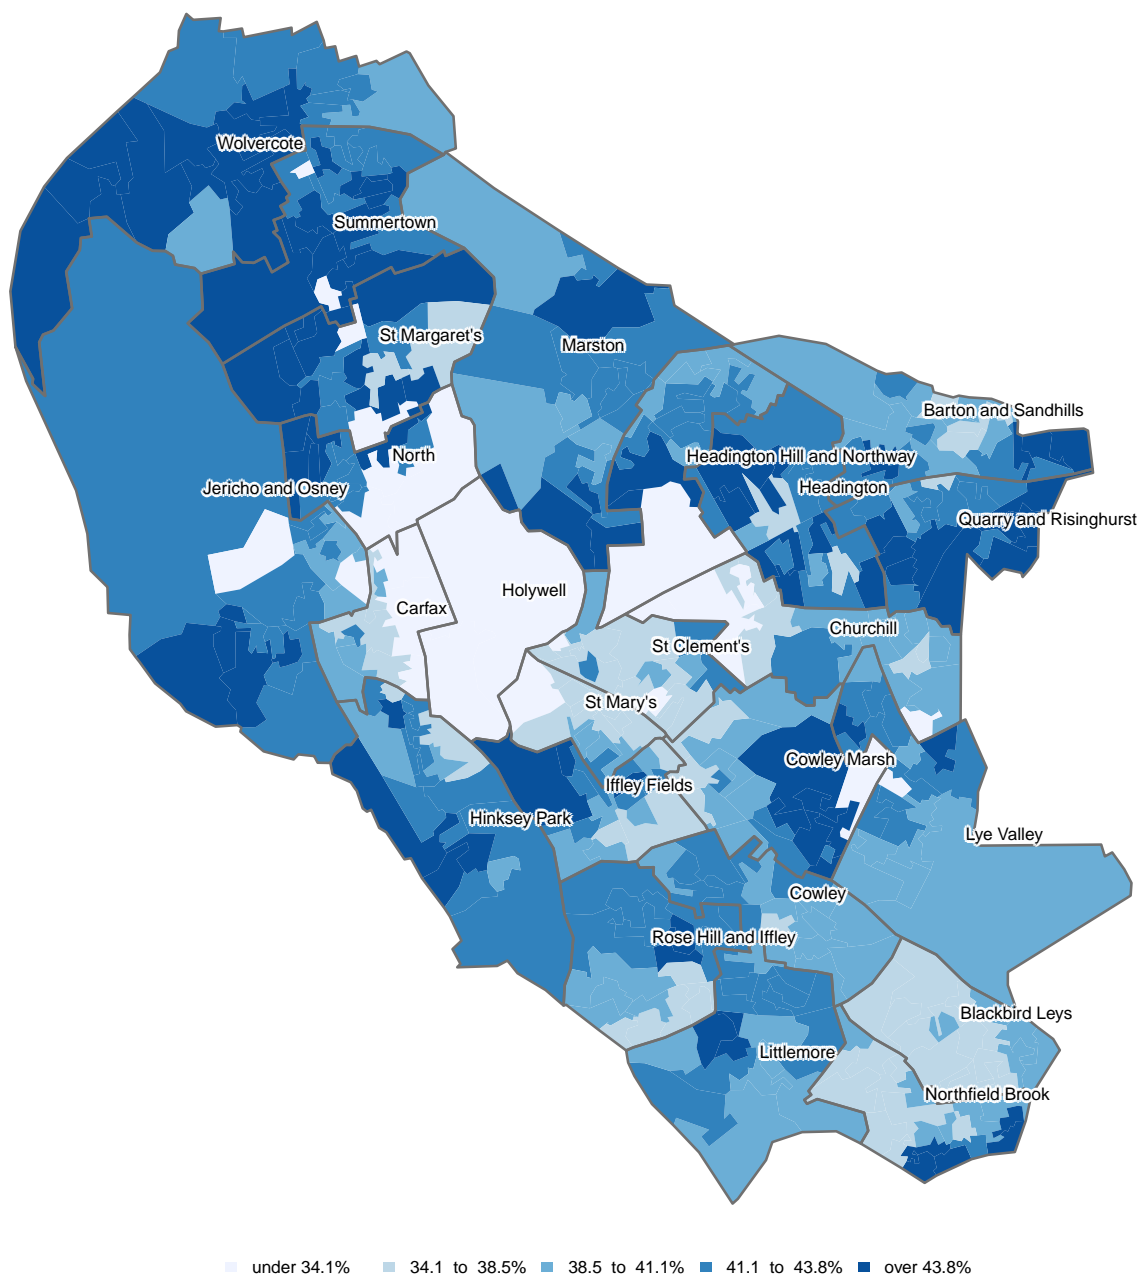 Wolvercote
Summertown
St Margaret's
Marston
Barton and Sandhills
North
Headington Hill and Northway
Jericho and Osney
Headington
Quarry and Risinghurst
Holywell
Carfax
Churchill
St Clement's
St Mary's
Cowley Marsh
Iffley Fields
Hinksey Park
Lye Valley
Cowley
Rose Hill and Iffley
Blackbird Leys
Littlemore
Northfield Brook
under 34.1% 34.1 to 38.5% 38.5 to 41.1% 41.1 to 43.8% over 43.8%